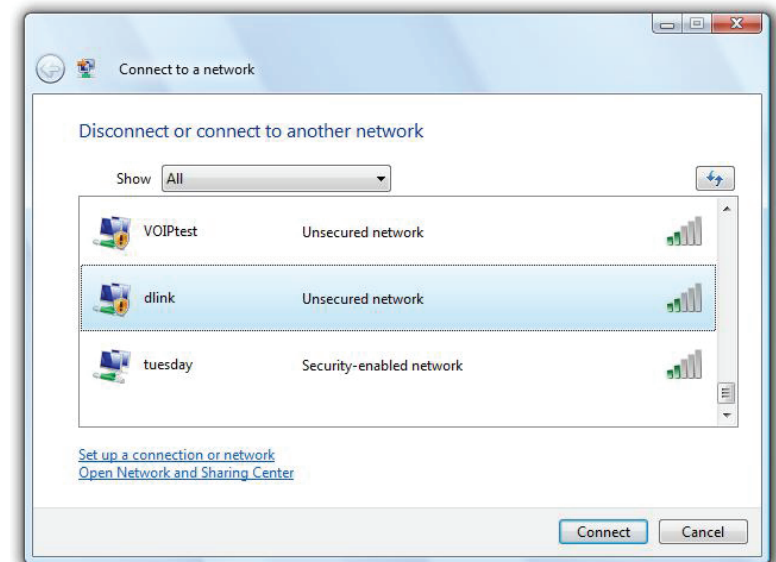 Connect to a network
Disconnect or connect to another network
Show All
VOIPtest Unsecured network
dlink Unsecured network
tuesday Security-enabled network
Set up a connection or network
Open Network and Sharing Center
Connect Cancel